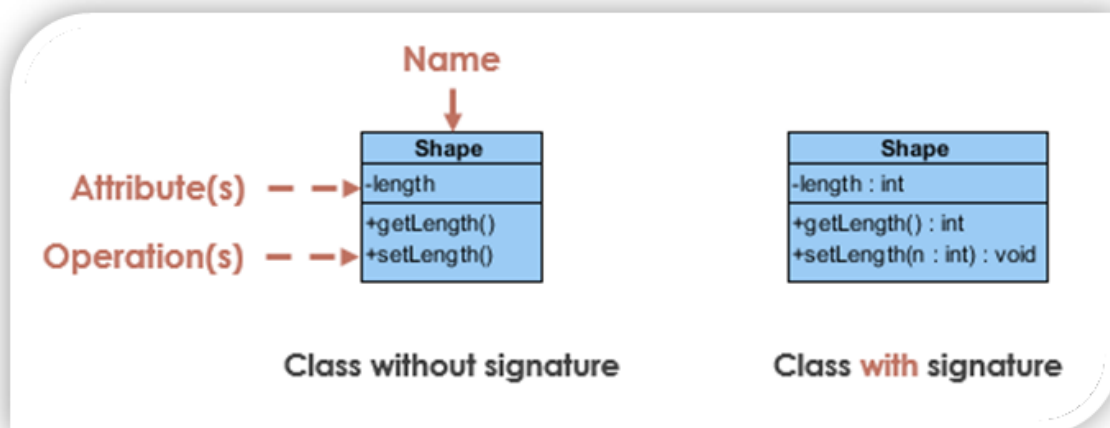 Name
Shape
Attribute(s)
-length
Operation(s)
+getLength()
+setLength()
Class without signature
Shape
-length : int
+getLength() : int
+setLength(n : int) : void
Class with signature